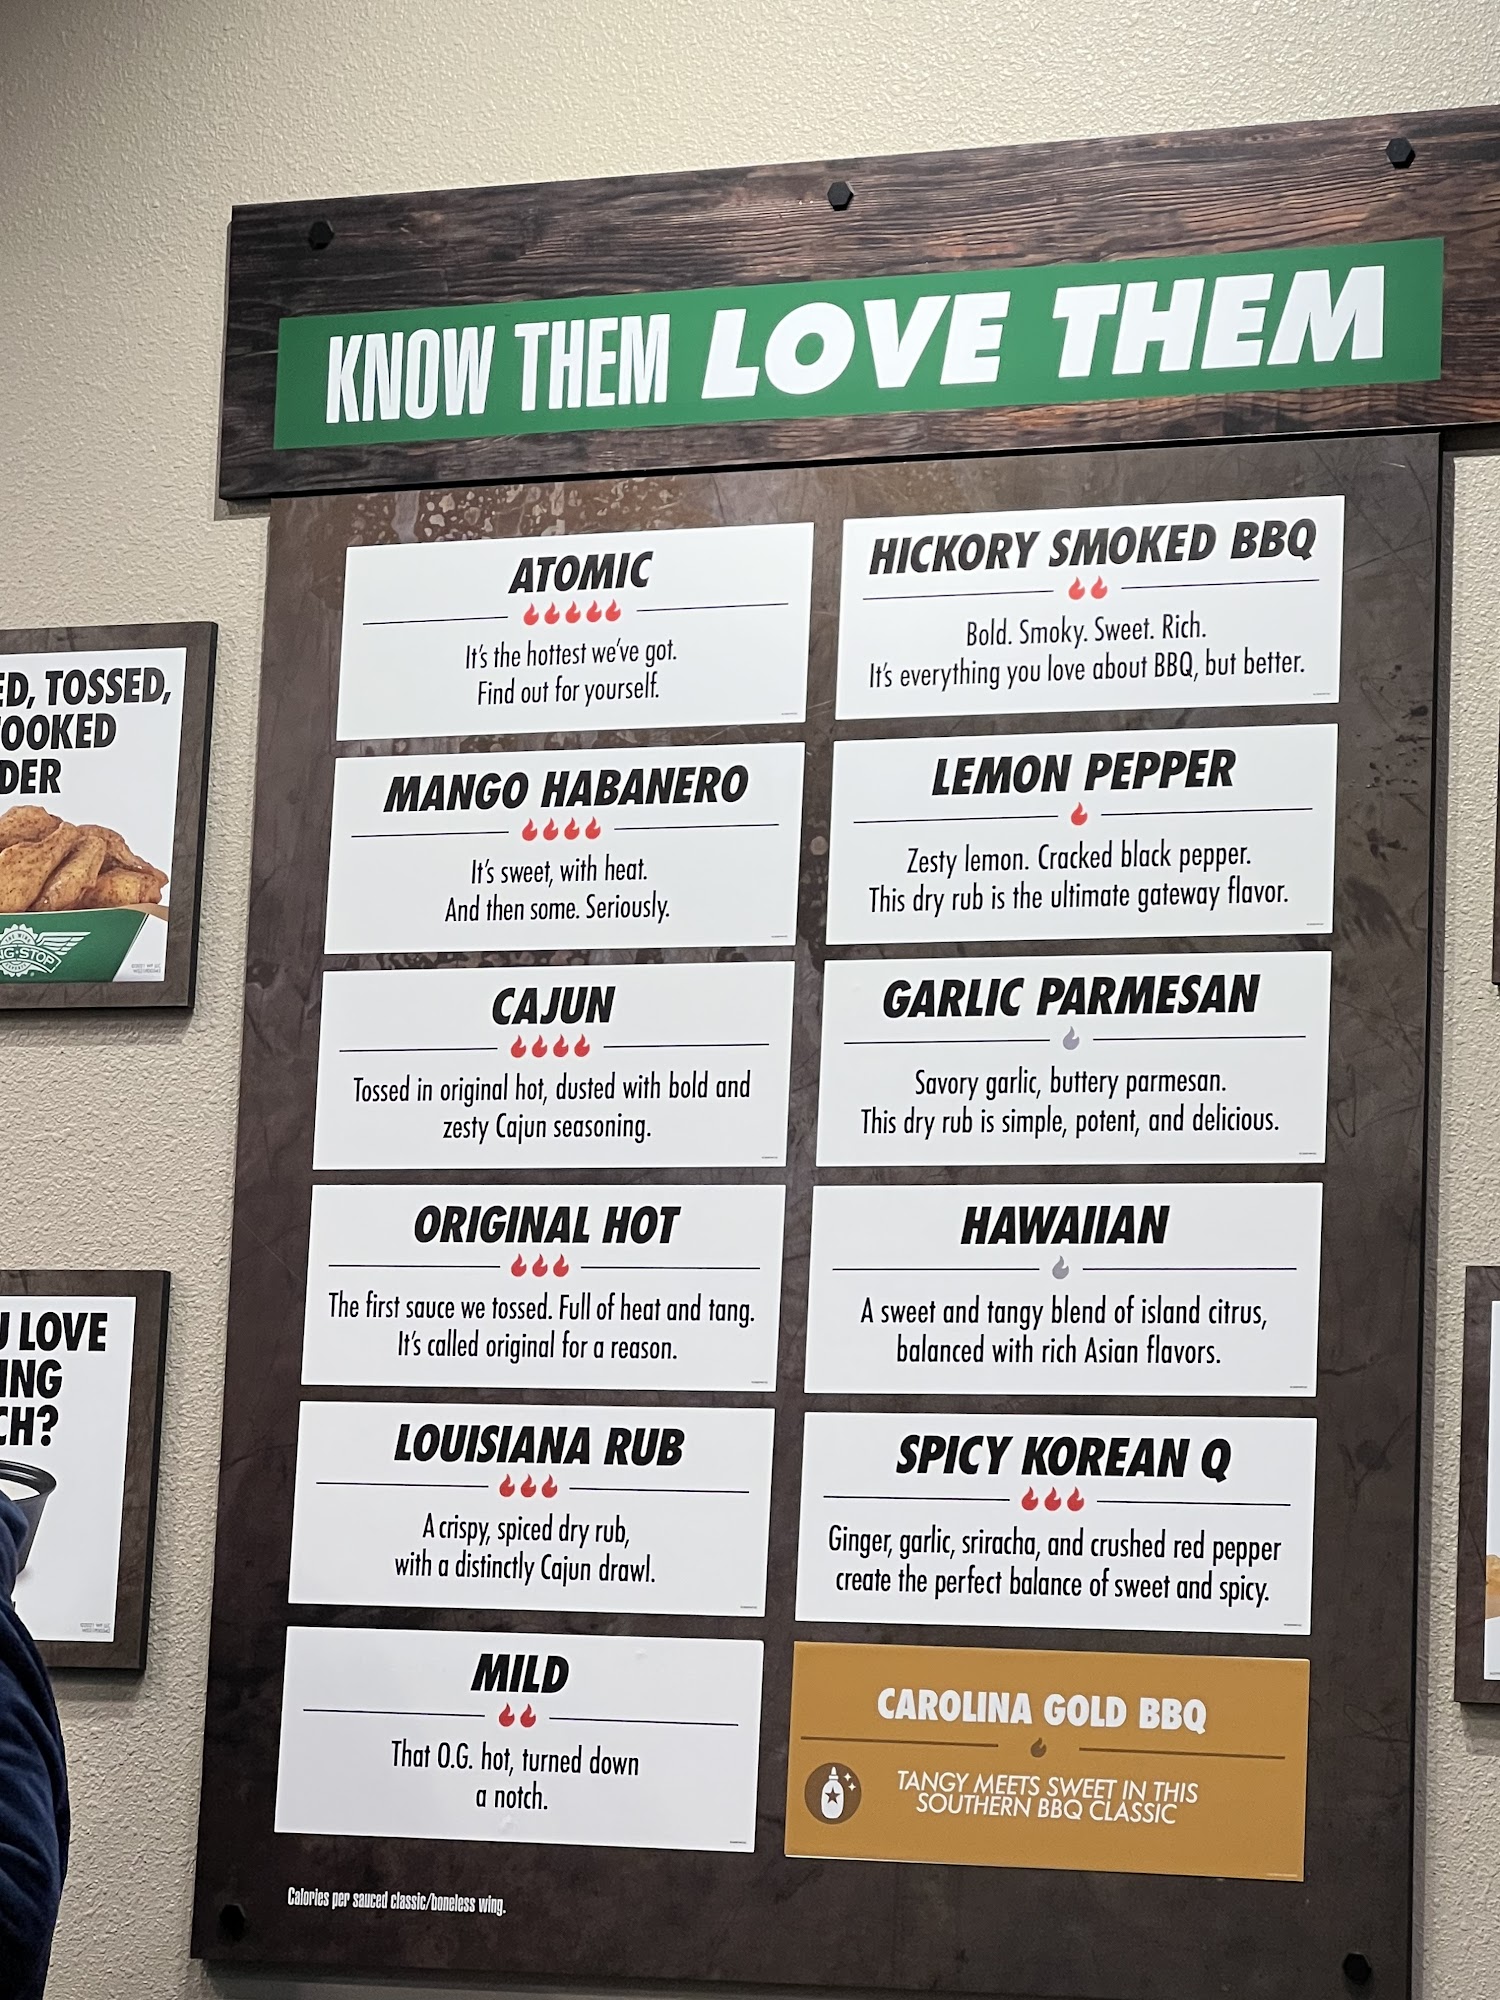 KNOW THEM LOVE THEM
ATOMIC
It's the hottest we've got.
Find out for yourself.
MANGO HABANERO
It's sweet, with heat.
And then some. Seriously.
CAJUN
Tossed in original hot, dusted with bold and
zesty Cajun seasoning.
ORIGINAL HOT
The first sauce we tossed. Full of heat and tang.
It's called original for a reason.
LOUISIANA RUB
A crispy, spiced dry rub,
with a distinctly Cajun drawl.
MILD
That O.G. hot, turned down
a notch.
HICKORY SMOKED BBQ
Bold. Smoky. Sweet. Rich.
It's everything you love about BBQ, but better.
LEMON PEPPER
Zesty lemon. Cracked black pepper.
This dry rub is the ultimate gateway flavor.
GARLIC PARMESAN
Savory garlic, buttery parmesan.
This dry rub is simple, potent, and delicious.
HAWAIIAN
A sweet and tangy blend of island citrus,
balanced with rich Asian flavors.
SPICY KOREAN Q
Ginger, garlic, sriracha, and crushed red pepper
create the perfect balance of sweet and spicy.
CAROLINA GOLD BBQ
TANGY MEETS SWEET IN THIS
SOUTHERN BBQ CLASSIC
Calories per sauced classic/boneless wing.
ED, TOSSED,
OOKED
DER
NG·STOP
U LOVE
ING
CH?